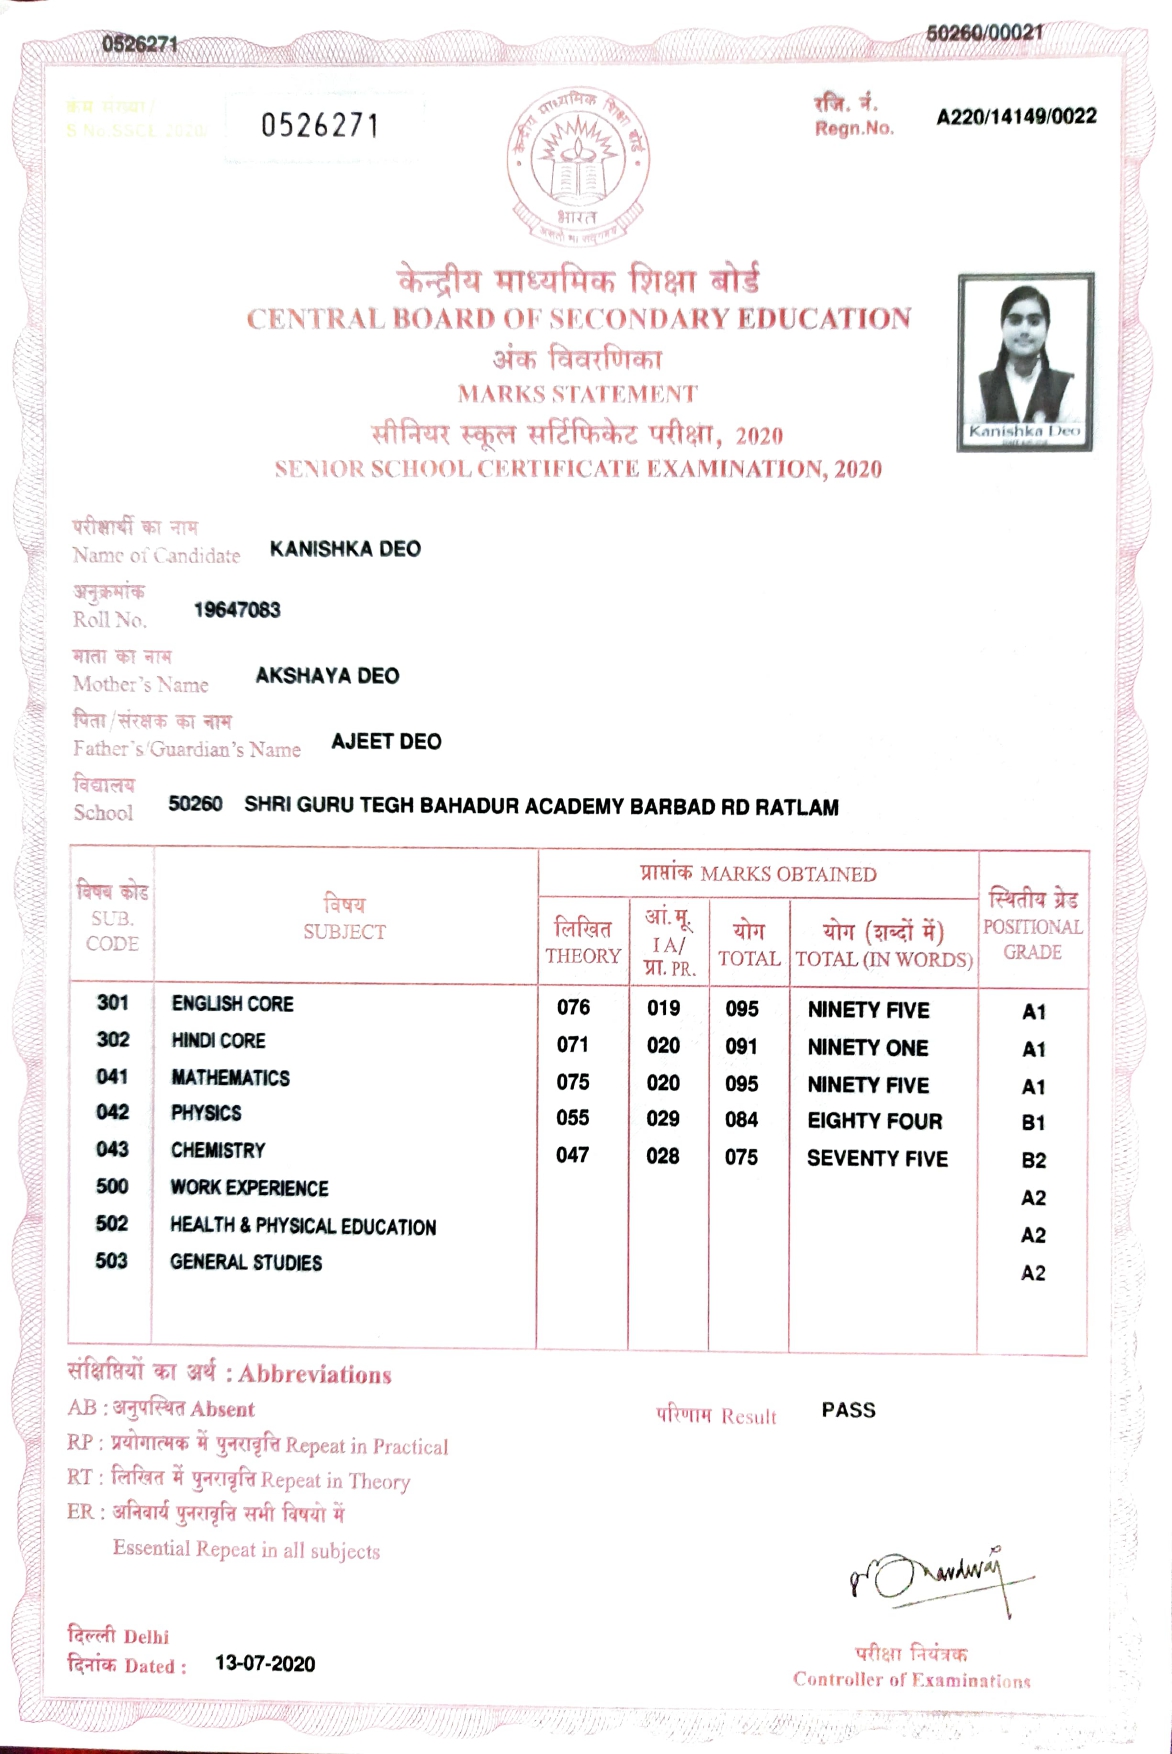 0526271
50260/00021
क्रम संख्या/
S.No.SSCE/2020/
0526271
रजि. नं.
Regn.No.
A220/14149/0022
केन्द्रीय माध्यमिक शिक्षा बोर्ड
भारत
असतो मा सद्गमय
केन्द्रीय माध्यमिक शिक्षा बोर्ड
CENTRAL BOARD OF SECONDARY EDUCATION
अंक विवरणिका
MARKS STATEMENT
सीनियर स्कूल सर्टिफिकेट परीक्षा, 2020
SENIOR SCHOOL CERTIFICATE EXAMINATION, 2020
Kanishka Deo
परीक्षार्थी का नाम
Name of Candidate KANISHKA DEO
अनुक्रमांक
Roll No. 19647083
माता का नाम
Mother's Name AKSHAYA DEO
पिता/संरक्षक का नाम
Father's/Guardian's Name AJEET DEO
विद्यालय
School 50260 SHRI GURU TEGH BAHADUR ACADEMY BARBAD RD RATLAM
विषय कोड
SUB.
CODE
विषय
SUBJECT
प्राप्तांक MARKS OBTAINED
लिखित
THEORY
आं.मू.
I A/
प्रा. PR.
योग
TOTAL
योग (शब्दों में)
TOTAL (IN WORDS)
स्थितीय ग्रेड
POSITIONAL
GRADE
301 ENGLISH CORE 076 019 095 NINETY FIVE A1
302 HINDI CORE 071 020 091 NINETY ONE A1
041 MATHEMATICS 075 020 095 NINETY FIVE A1
042 PHYSICS 055 029 084 EIGHTY FOUR B1
043 CHEMISTRY 047 028 075 SEVENTY FIVE B2
500 WORK EXPERIENCE A2
502 HEALTH & PHYSICAL EDUCATION A2
503 GENERAL STUDIES A2
संक्षिप्तियों का अर्थ : Abbreviations
AB : अनुपस्थित Absent
परिणाम Result PASS
RP : प्रयोगात्मक में पुनरावृत्ति Repeat in Practical
RT : लिखित में पुनरावृत्ति Repeat in Theory
ER : अनिवार्य पुनरावृत्ति सभी विषयो में
Essential Repeat in all subjects
दिल्ली Delhi
दिनांक Dated : 13-07-2020
परीक्षा नियंत्रक
Controller of Examinations